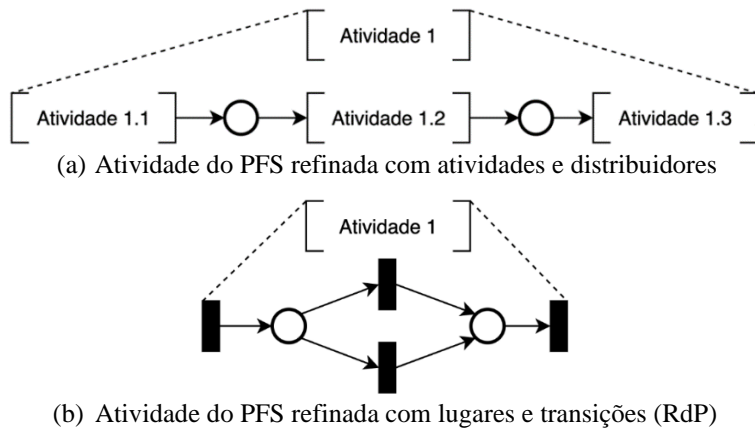 Atividade 1
Atividade 1.1 Atividade 1.2 Atividade 1.3
(a) Atividade do PFS refinada com atividades e distribuidores
Atividade 1
(b) Atividade do PFS refinada com lugares e transições (RdP)